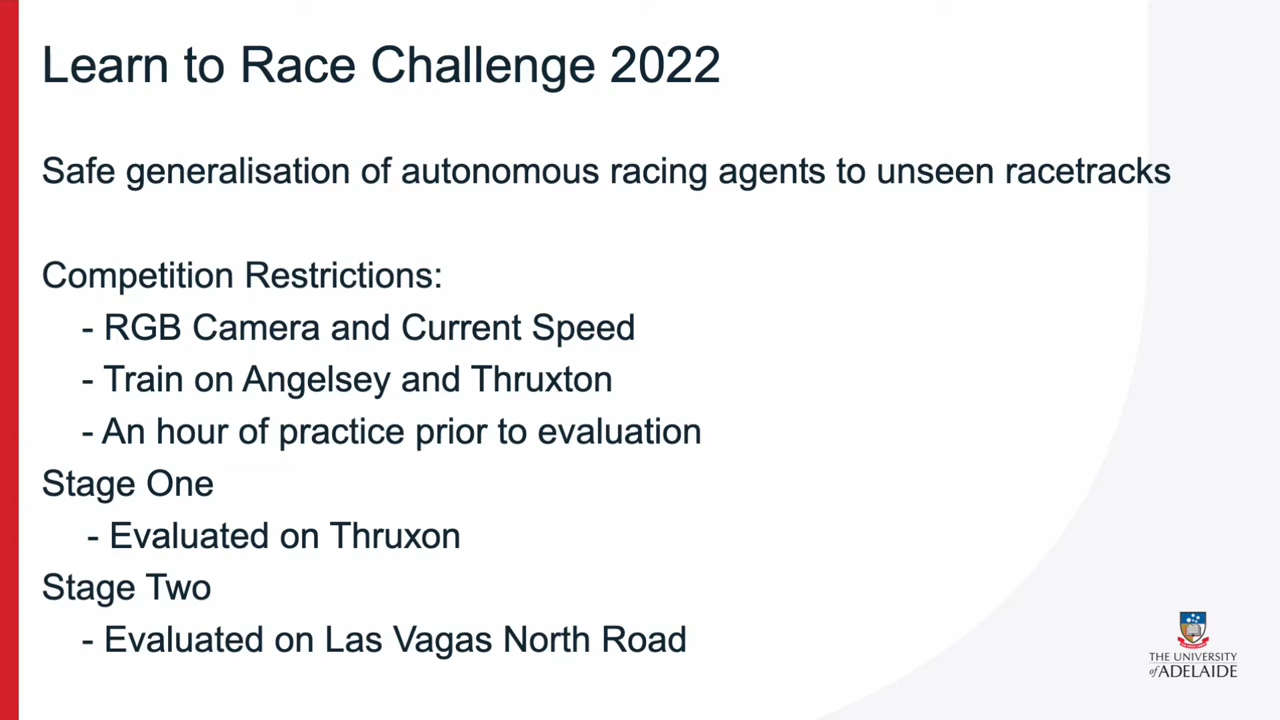 Learn to Race Challenge 2022
Safe generalisation of autonomous racing agents to unseen racetracks
Competition Restrictions:
- RGB Camera and Current Speed
- Train on Angelsey and Thruxton
- An hour of practice prior to evaluation
Stage One
- Evaluated on Thruxon
Stage Two
- Evaluated on Las Vagas North Road
THE UNIVERSITY
of ADELAIDE